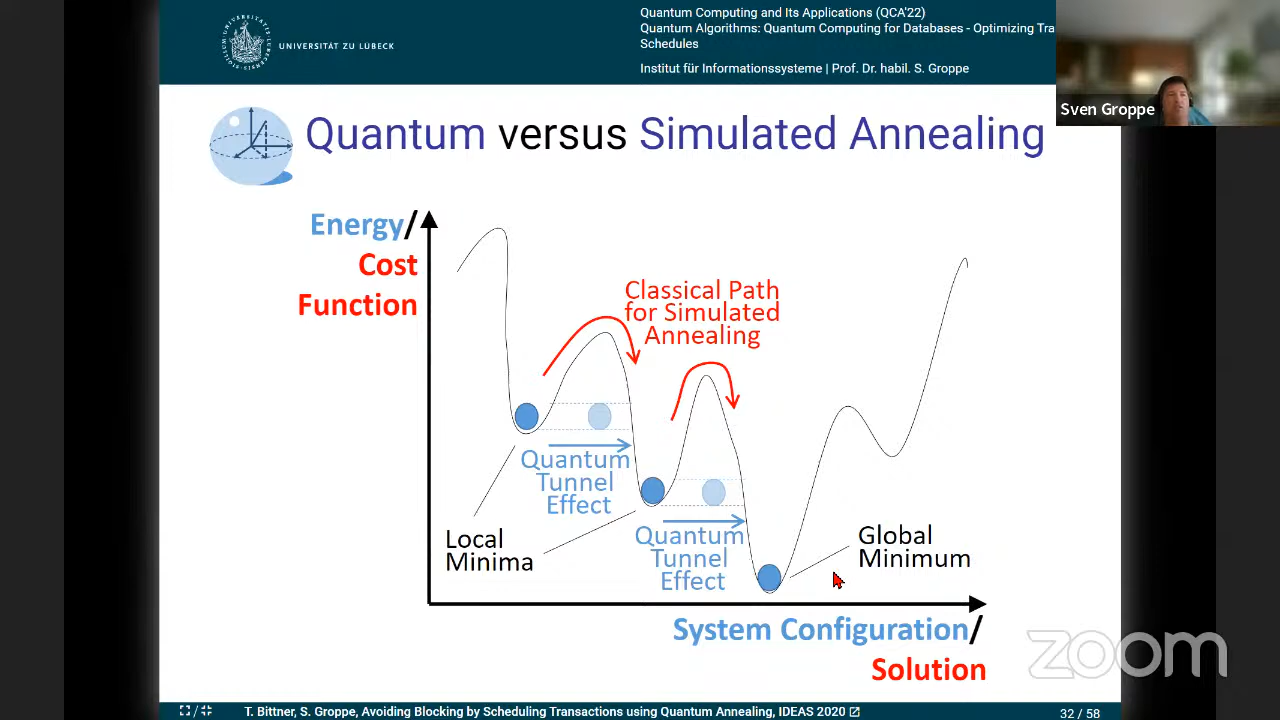 UNIVERSITÄT ZU LÜBECK
Quantum Computing and Its Applications (QCA'22)
Quantum Algorithms: Quantum Computing for Databases - Optimizing Tra
Schedules
Institut für Informationssysteme | Prof. Dr. habil. S. Groppe
Sven Groppe
Quantum versus Simulated Annealing
Energy/
Cost
Function
Classical Path
for Simulated
Annealing
Quantum
Tunnel
Effect
Quantum
Tunnel
Effect
Local
Minima
Global
Minimum
System Configuration/
Solution
zoom
T. Bittner, S. Groppe, Avoiding Blocking by Scheduling Transactions using Quantum Annealing, IDEAS 2020
32 / 58